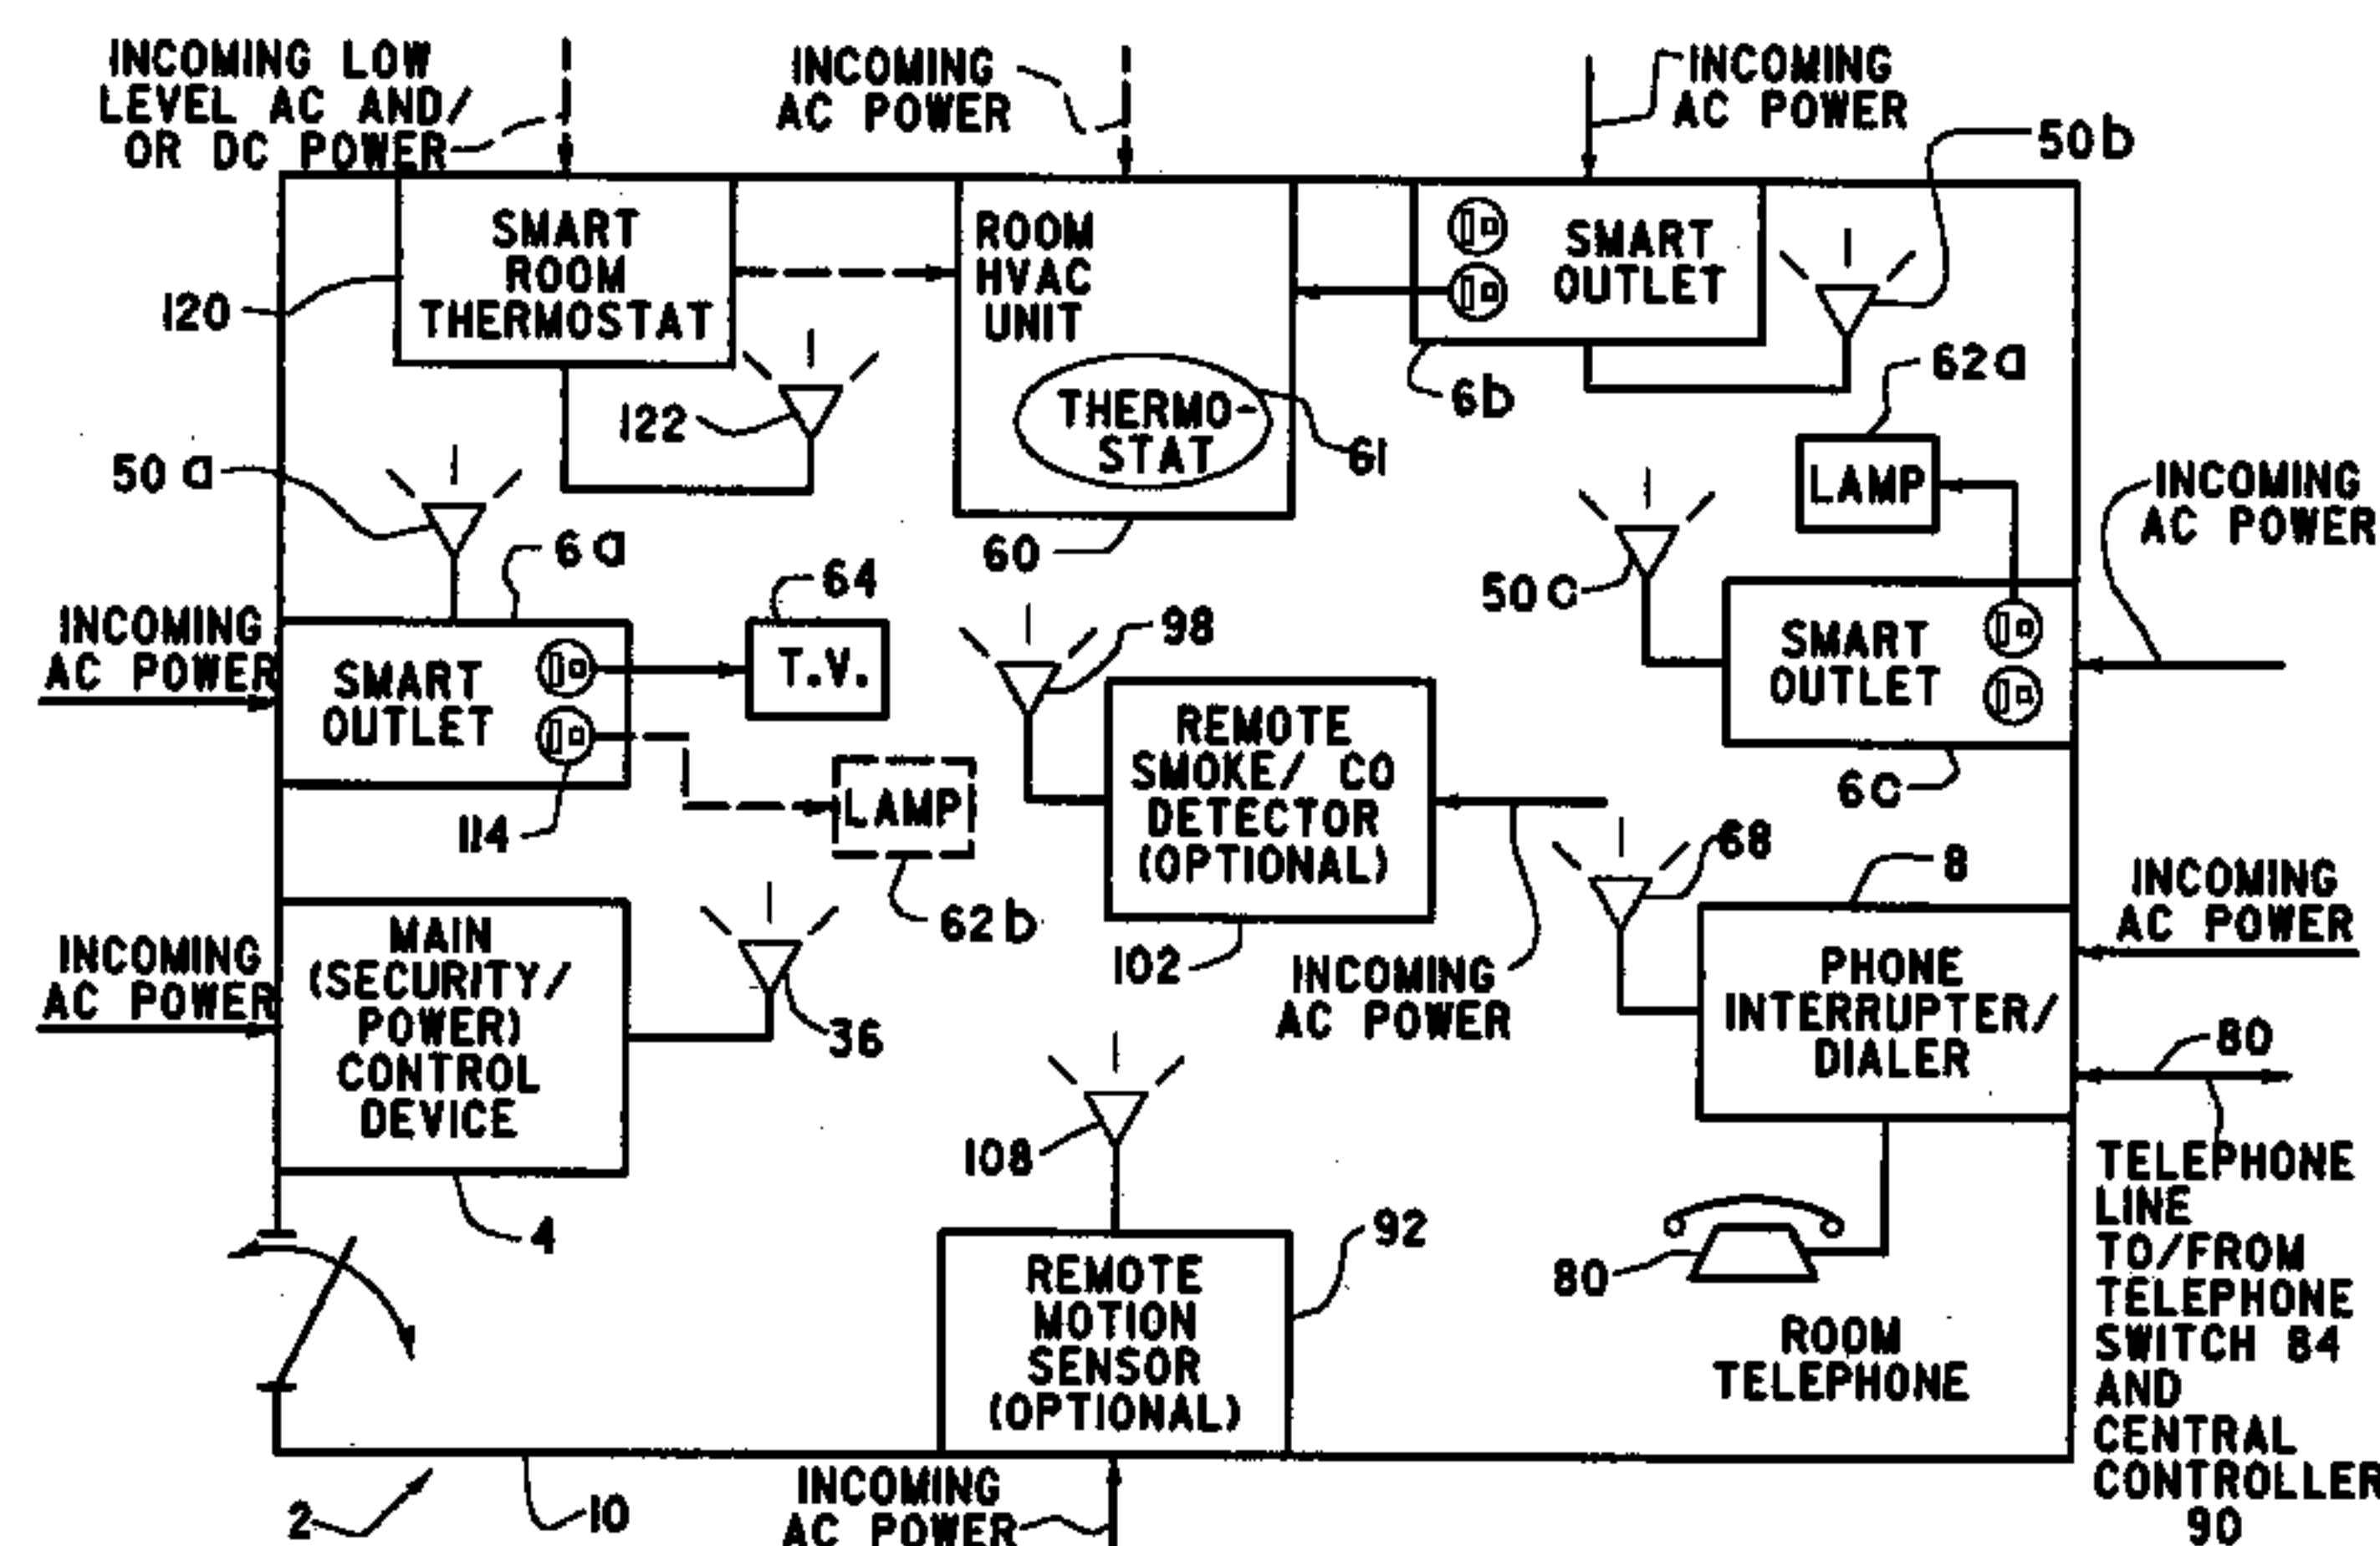 INCOMING LOW
LEVEL AC AND/
OR DC POWER
INCOMING
AC POWER
INCOMING
AC POWER
50b
SMART
ROOM
THERMOSTAT
120
ROOM
HVAC
UNIT
THERMO-
STAT
61
SMART
OUTLET
6b
62a
LAMP
INCOMING
AC POWER
122
50a
6a
60
64
T.V.
98
50c
SMART
OUTLET
6c
INCOMING
AC POWER
SMART
OUTLET
114
LAMP
62b
REMOTE
SMOKE/ CO
DETECTOR
(OPTIONAL)
102
INCOMING
AC POWER
68
8
INCOMING
AC POWER
INCOMING
AC POWER
MAIN
(SECURITY/
POWER)
CONTROL
DEVICE
36
4
PHONE
INTERRUPTER/
DIALER
80
108
92
REMOTE
MOTION
SENSOR
(OPTIONAL)
80
ROOM
TELEPHONE
TELEPHONE
LINE
TO/FROM
TELEPHONE
SWITCH 84
AND
CENTRAL
CONTROLLER
90
2
10
INCOMING
AC POWER